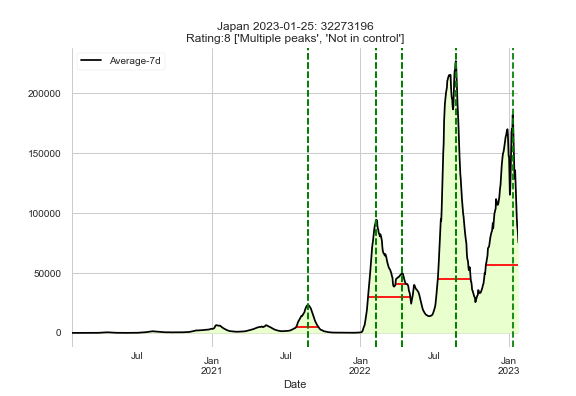 Japan 2023-01-25: 32273196
Rating:8 ['Multiple peaks', 'Not in control']
Average-7d
200000
150000
100000
50000
0
Jul
Jan
2021
Jul
Jan
2022
Jul
Jan
2023
Date